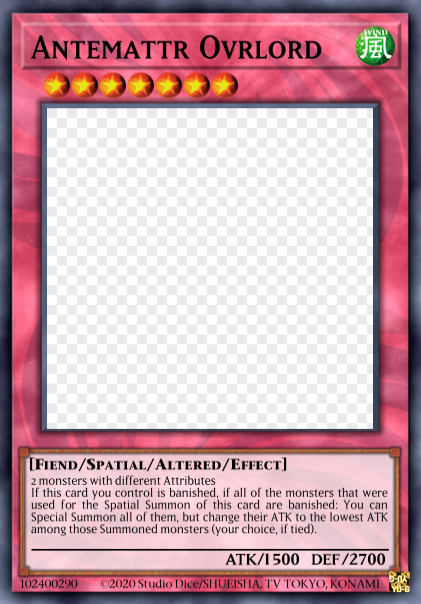 ANTEMATTR OVRLORD
WIND
風
[FIEND/SPATIAL/ALTERED/EFFECT]
2 monsters with different Attributes
If this card you control is banished, if all of the monsters that were
used for the Spatial Summon of this card are banished: You can
Special Summon all of them, but change their ATK to the lowest ATK
among those Summoned monsters (your choice, if tied).
ATK/1500 DEF/2700
102400290 ©2020 Studio Dice/SHUEISHA, TV TOKYO, KONAMI